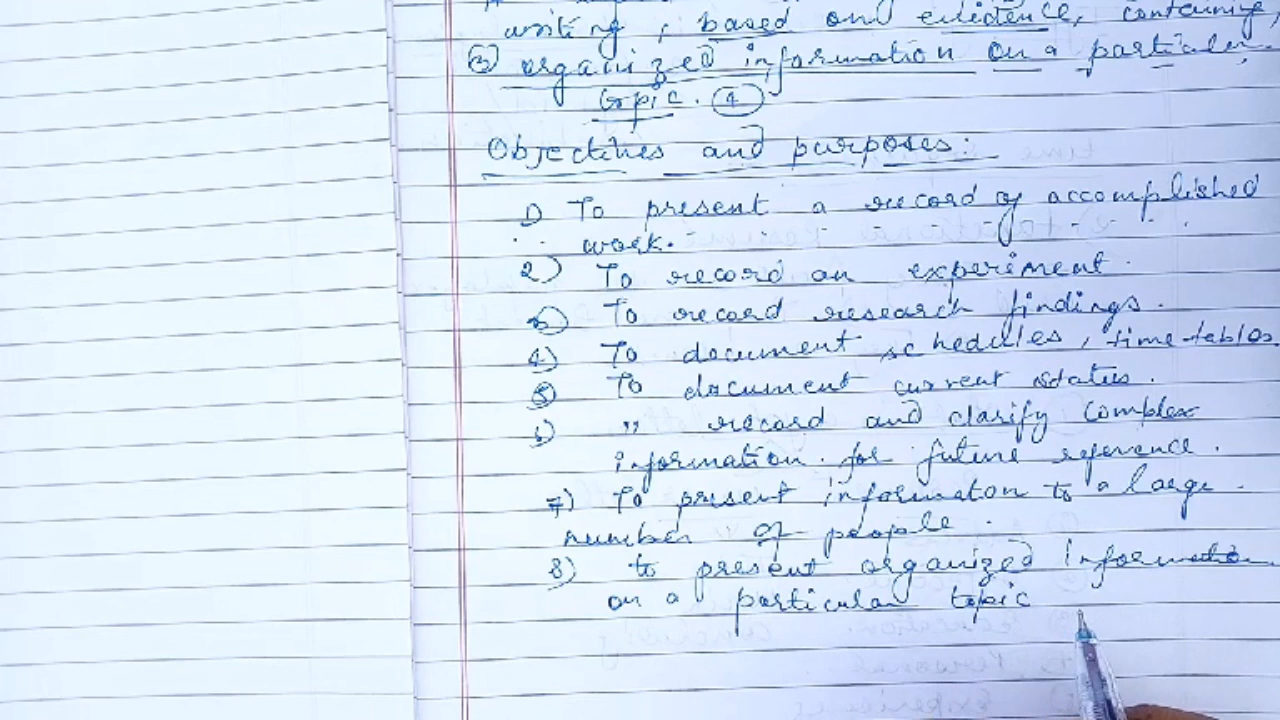 writing, based on evidence, containing,
③ organized information on a particular
topic. ④
Objectives and purposes:
1) To present a record of accomplished
work.
2) To record an experiment.
3) To record research findings.
4) To document schedules, time-tables.
5) To document current status.
6) " record and clarify complex
information for future reference.
7) To present informaton to a large
number of people.
8) to present organized information
on a particular topic